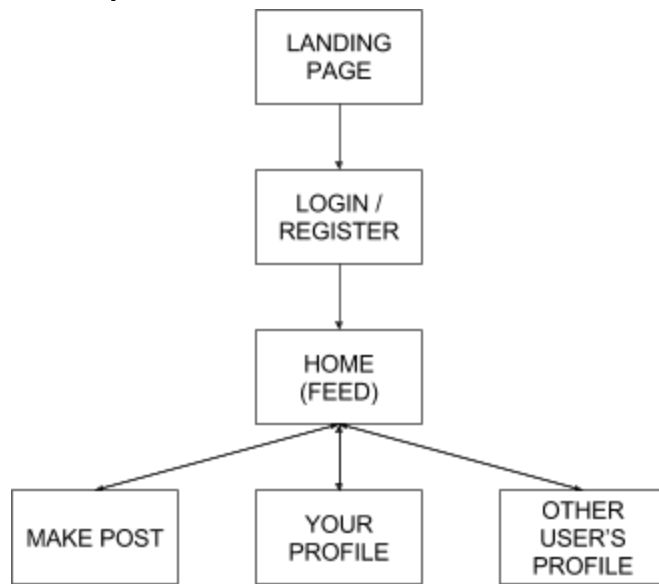 LANDING
PAGE
LOGIN /
REGISTER
HOME
(FEED)
MAKE POST
YOUR
PROFILE
OTHER
USER'S
PROFILE